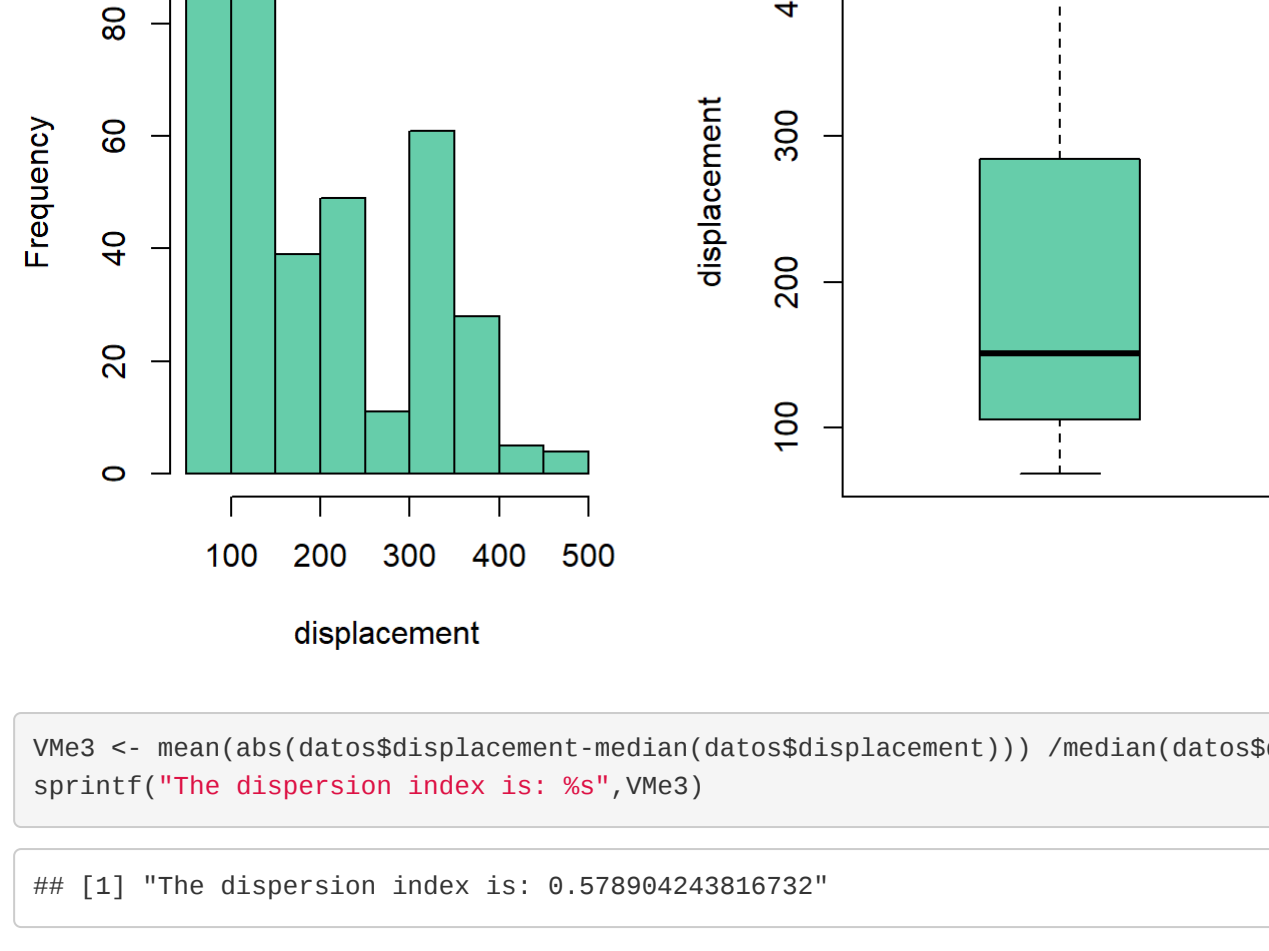 80
60
40
20
0
Frequency
100 200 300 400 500
displacement
300
200
100
displacement
VMe3 <- mean(abs(datos$displacement-median(datos$displacement))) /median(datos$
sprintf("The dispersion index is: %s",VMe3)
## [1] "The dispersion index is: 0.578904243816732"